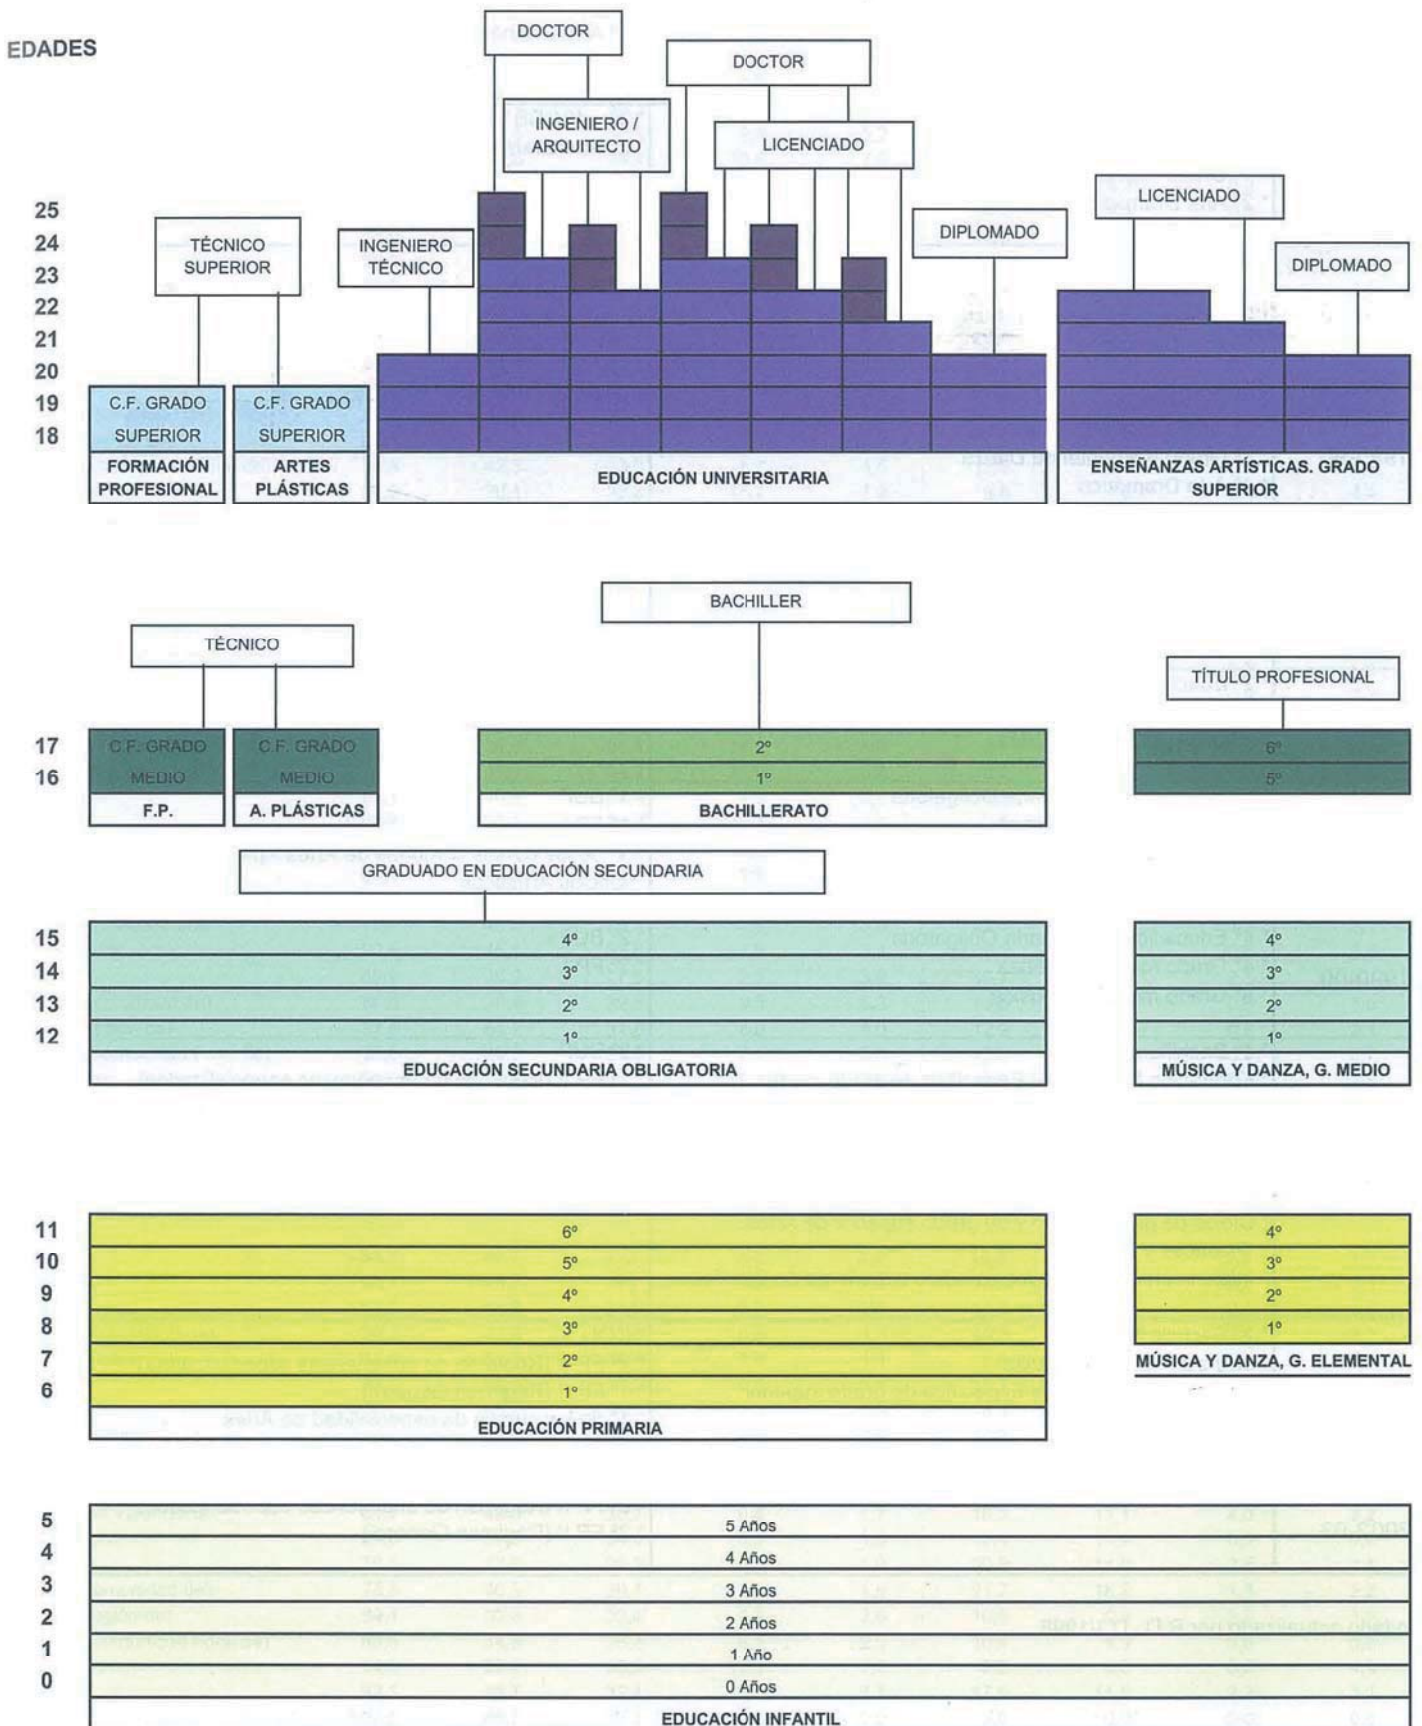 EDADES
DOCTOR
DOCTOR
INGENIERO /
ARQUITECTO
LICENCIADO
LICENCIADO
TÉCNICO
SUPERIOR
INGENIERO
TÉCNICO
DIPLOMADO
DIPLOMADO
25
24
23
22
21
20
19
18
C.F. GRADO
SUPERIOR
C.F. GRADO
SUPERIOR
FORMACIÓN
PROFESIONAL
ARTES
PLÁSTICAS
EDUCACIÓN UNIVERSITARIA
ENSEÑANZAS ARTÍSTICAS. GRADO
SUPERIOR
BACHILLER
TÉCNICO
TÍTULO PROFESIONAL
17
16
C.F. GRADO
MEDIO
C.F. GRADO
MEDIO
2º
1º
6º
5º
F.P.
A. PLÁSTICAS
BACHILLERATO
GRADUADO EN EDUCACIÓN SECUNDARIA
15 4º 4º
14 3º 3º
13 2º 2º
12 1º 1º
EDUCACIÓN SECUNDARIA OBLIGATORIA
MÚSICA Y DANZA, G. MEDIO
11 6º 4º
10 5º 3º
9 4º 2º
8 3º 1º
7 2º
6 1º
MÚSICA Y DANZA, G. ELEMENTAL
EDUCACIÓN PRIMARIA
5 5 Años
4 4 Años
3 3 Años
2 2 Años
1 1 Año
0 0 Años
EDUCACIÓN INFANTIL